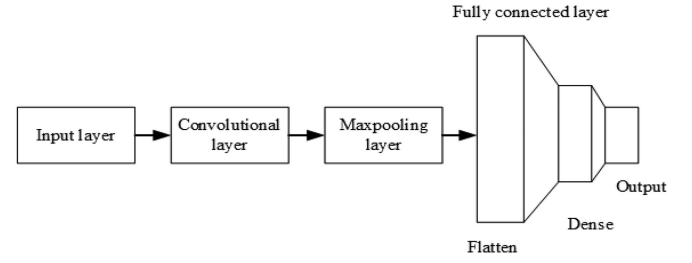 Fully connected layer
Input layer
Convolutional
layer
Maxpooling
layer
Output
Dense
Flatten